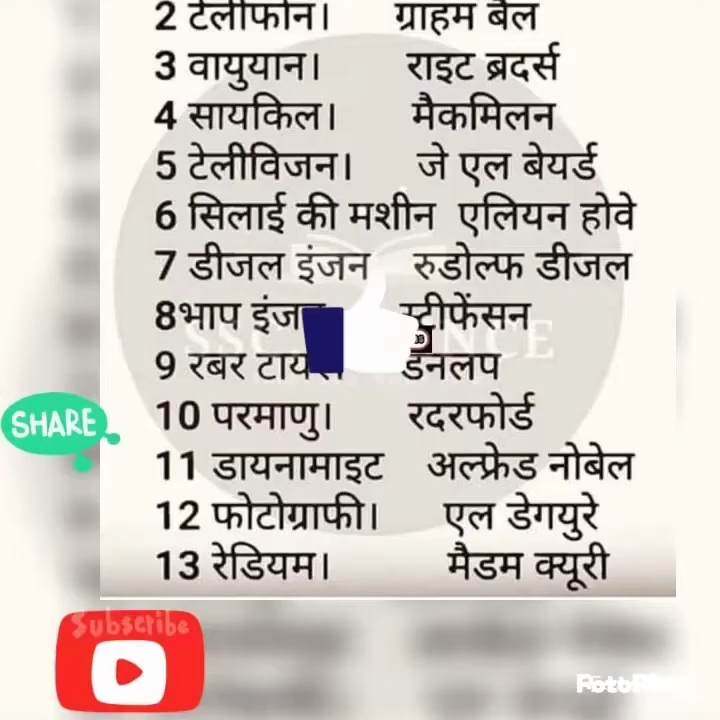 2 टेलीफोन। ग्राहम बेल
3 वायुयान। राइट ब्रदर्स
4 सायकिल। मैकमिलन
5 टेलीविजन। जे एल बेयर्ड
6 सिलाई की मशीन एलियन होवे
7 डीजल इंजन रुडोल्फ डीजल
8भाप स्टीफेंसन
9 रबर डनलप
SHARE
10 परमाणु। रदरफोर्ड
11 डायनामाइट अल्फ्रेड नोबेल
12 फोटोग्राफी। एल डेगयुरे
13 रेडियम। मैडम क्यूरी
Subscribe